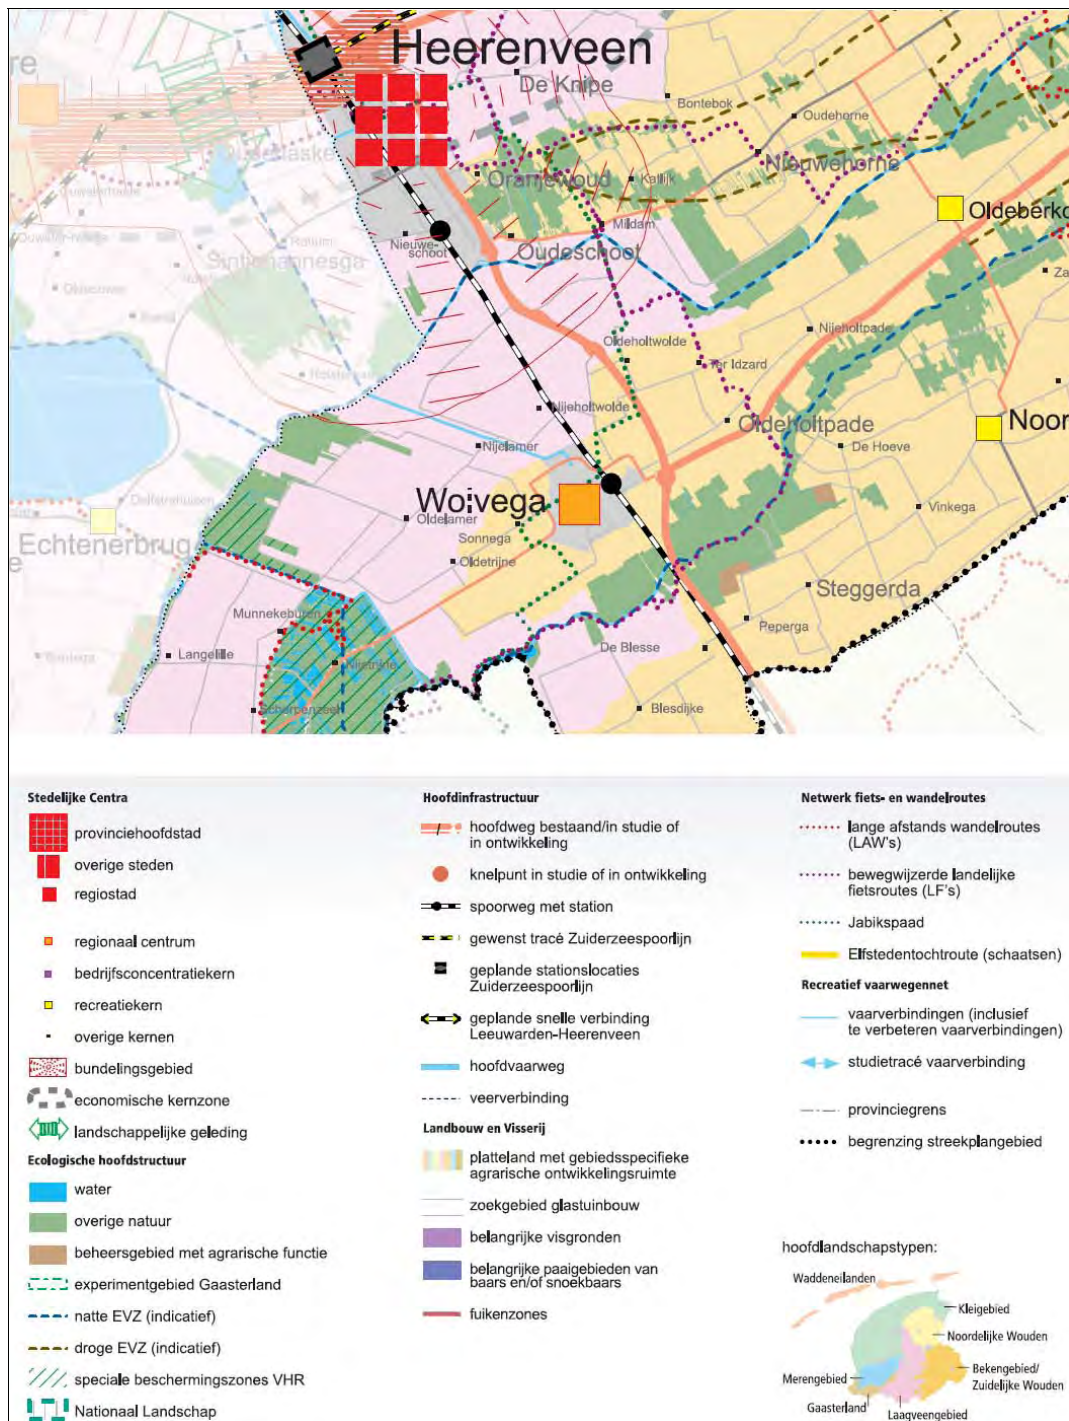 Heerenveen
De Knipe
Bontebok
Oudehorne
Nieuwehorne
Oranjewoud
Katlijk
Oldeberko
Mildam
Nieuwe-
schoot
Oudeschoot
Sintjohannesga
Rotsum
Nijeholtpade
Oldeholtwolde
Ter Idzard
Nijeholtwolde
Oldeholtpade
Noor
De Hoeve
Nijelamer
Wolvega
Oldelamer
Sonnega
Vinkega
Delfstrahuizen
Echtenerbrug
Oldetrijne
Steggerda
Munnekeburen
Peperga
Langelille
Nijetrijne
De Blesse
Scherpenzeel
Blesdijke
Stedelijke Centra
provinciehoofdstad
overige steden
regiostad
regionaal centrum
bedrijfsconcentratiekern
recreatiekern
overige kernen
bundelingsgebied
economische kernzone
landschappelijke geleding
Ecologische hoofdstructuur
water
overige natuur
beheersgebied met agrarische functie
experimentgebied Gaasterland
natte EVZ (indicatief)
droge EVZ (indicatief)
speciale beschermingszones VHR
Nationaal Landschap
Hoofdinfrastructuur
hoofdweg bestaand/in studie of
in ontwikkeling
knelpunt in studie of in ontwikkeling
spoorweg met station
gewenst tracé Zuiderzeespoorlijn
geplande stationslocaties
Zuiderzeespoorlijn
geplande snelle verbinding
Leeuwarden-Heerenveen
hoofdvaarweg
veerverbinding
Landbouw en Visserij
platteland met gebiedsspecifieke
agrarische ontwikkelingsruimte
zoekgebied glastuinbouw
belangrijke visgronden
belangrijke paaigebieden van
baars en/of snoekbaars
fuikenzones
Netwerk fiets- en wandelroutes
lange afstands wandelroutes
(LAW's)
bewegwijzerde landelijke
fietsroutes (LF's)
Jabikspaad
Elfstedentochtroute (schaatsen)
Recreatief vaarwegennet
vaarverbindingen (inclusief
te verbeteren vaarverbindingen)
studietracé vaarverbinding
provinciegrens
begrenzing streekplangebied
hoofdlandschapstypen:
Waddeneilanden
Kleigebied
Noordelijke Wouden
Bekengebied/
Zuidelijke Wouden
Merengebied
Gaasterland
Laagveengebied